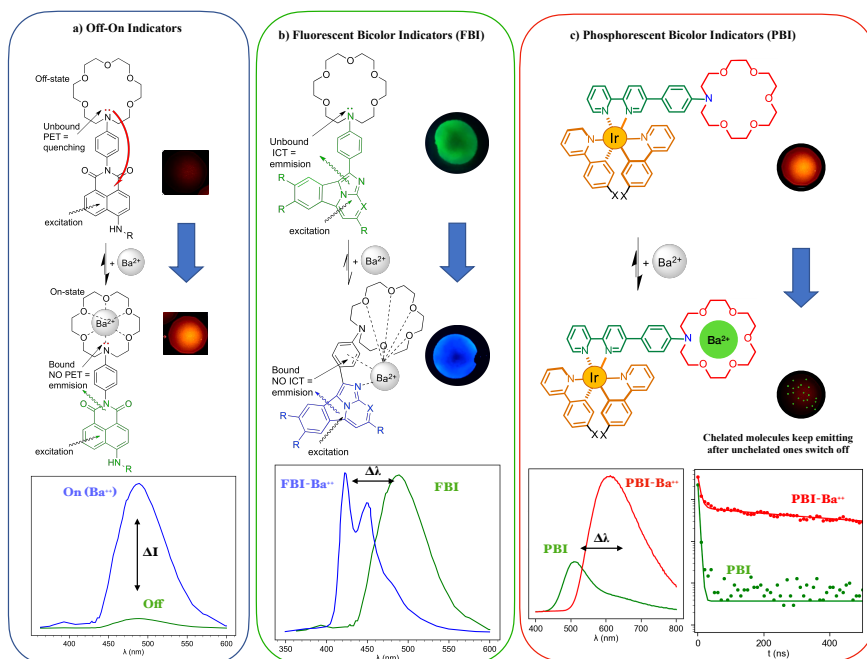 a) Off-On Indicators
Off-state
O
O
O
O
O
N
Unbound
PET =
quenching
O
N
O
excitation
HN
R
+ Ba²⁺
On-state
O
O
O
Ba²⁺
O
O
N
Bound
NO PET =
emmision
O
N
O
excitation
HN
R
On (Ba⁺⁺)
ΔI
Off
400
450
500
550
600
λ (nm)
b) Fluorescent Bicolor Indicators (FBI)
O
O
O
O
O
N
Unbound
ICT =
emmision
R
R
N
N
X
R
excitation
+ Ba²⁺
O
O
O
O
O
N
Bound
NO ICT =
emmision
Ba²⁺
N
N
X
R
R
R
excitation
FBI-Ba⁺⁺
Δλ
FBI
350
400
450
500
550
600
λ (nm)
c) Phosphorescent Bicolor Indicators (PBI)
O
O
O
O
O
N
N
N
Ir
N
N
X X
+ Ba²⁺
O
O
O
O
O
N
Ba²⁺
N
N
Ir
N
N
X X
Chelated molecules keep emitting
after unchelated ones switch off
PBI-Ba⁺⁺
PBI
Δλ
400
500
600
700
800
λ (nm)
PBI-Ba⁺⁺
PBI
0
200
400
t (ns)